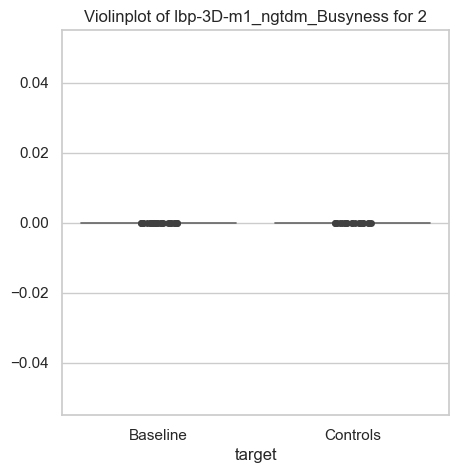 Violinplot of lbp-3D-m1_ngtdm_Busyness for 2
0.04
0.02
0.00
−0.02
−0.04
Baseline Controls
target